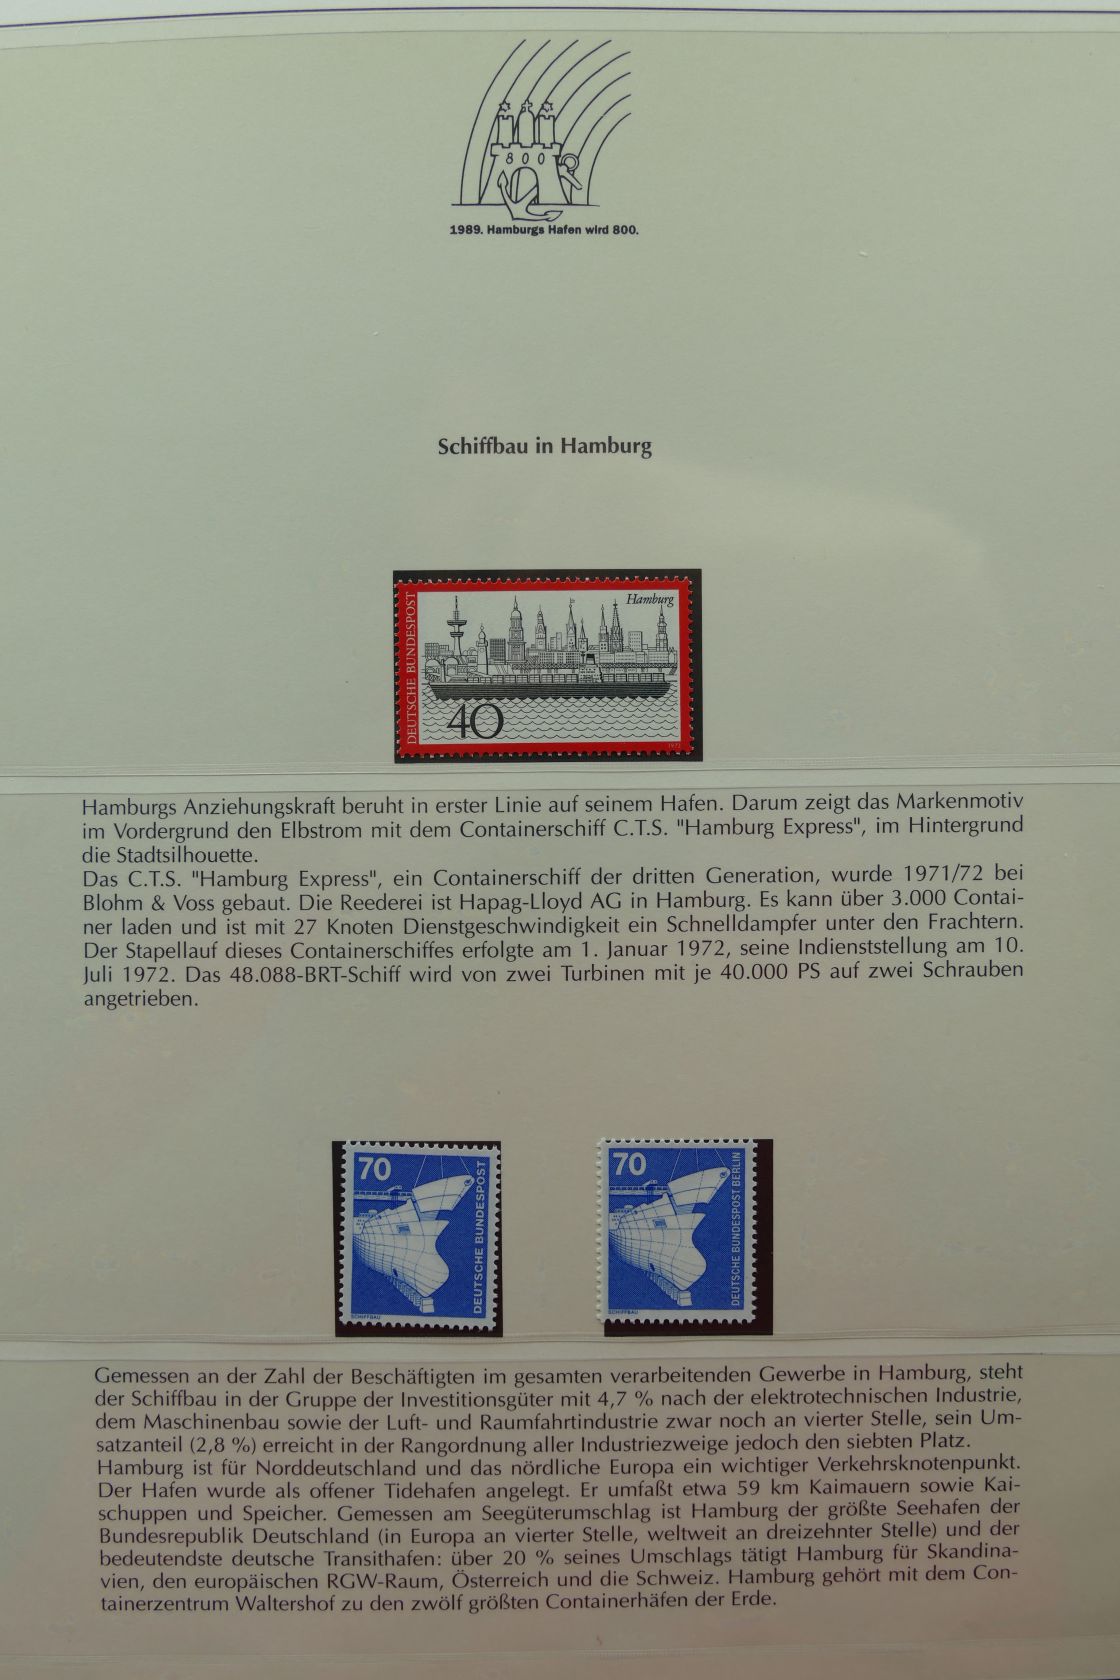 800
1989. Hamburgs Hafen wird 800.
Schiffbau in Hamburg
Hamburg
DEUTSCHE BUNDESPOST
40
1973
Hamburgs Anziehungskraft beruht in erster Linie auf seinem Hafen. Darum zeigt das Markenmotiv
im Vordergrund den Elbstrom mit dem Containerschiff C.T.S. "Hamburg Express", im Hintergrund
die Stadtsilhouette.
Das C.T.S. "Hamburg Express", ein Containerschiff der dritten Generation, wurde 1971/72 bei
Blohm & Voss gebaut. Die Reederei ist Hapag-Lloyd AG in Hamburg. Es kann über 3.000 Contai-
ner laden und ist mit 27 Knoten Dienstgeschwindigkeit ein Schnelldampfer unter den Frachtern.
Der Stapellauf dieses Containerschiffes erfolgte am 1. Januar 1972, seine Indienststellung am 10.
Juli 1972. Das 48.088-BRT-Schiff wird von zwei Turbinen mit je 40.000 PS auf zwei Schrauben
angetrieben.
70
DEUTSCHE BUNDESPOST
SCHIFFBAU
70
DEUTSCHE BUNDESPOST BERLIN
SCHIFFBAU
Gemessen an der Zahl der Beschäftigten im gesamten verarbeitenden Gewerbe in Hamburg, steht
der Schiffbau in der Gruppe der Investitionsgüter mit 4,7 % nach der elektrotechnischen Industrie,
dem Maschinenbau sowie der Luft- und Raumfahrtindustrie zwar noch an vierter Stelle, sein Um-
satzanteil (2,8 %) erreicht in der Rangordnung aller Industriezweige jedoch den siebten Platz.
Hamburg ist für Norddeutschland und das nördliche Europa ein wichtiger Verkehrsknotenpunkt.
Der Hafen wurde als offener Tidehafen angelegt. Er umfaßt etwa 59 km Kaimauern sowie Kai-
schuppen und Speicher. Gemessen am Seegüterumschlag ist Hamburg der größte Seehafen der
Bundesrepublik Deutschland (in Europa an vierter Stelle, weltweit an dreizehnter Stelle) und der
bedeutendste deutsche Transithafen: über 20 % seines Umschlags tätigt Hamburg für Skandina-
vien, den europäischen RGW-Raum, Österreich und die Schweiz. Hamburg gehört mit dem Con-
tainerzentrum Waltershof zu den zwölf größten Containerhäfen der Erde.